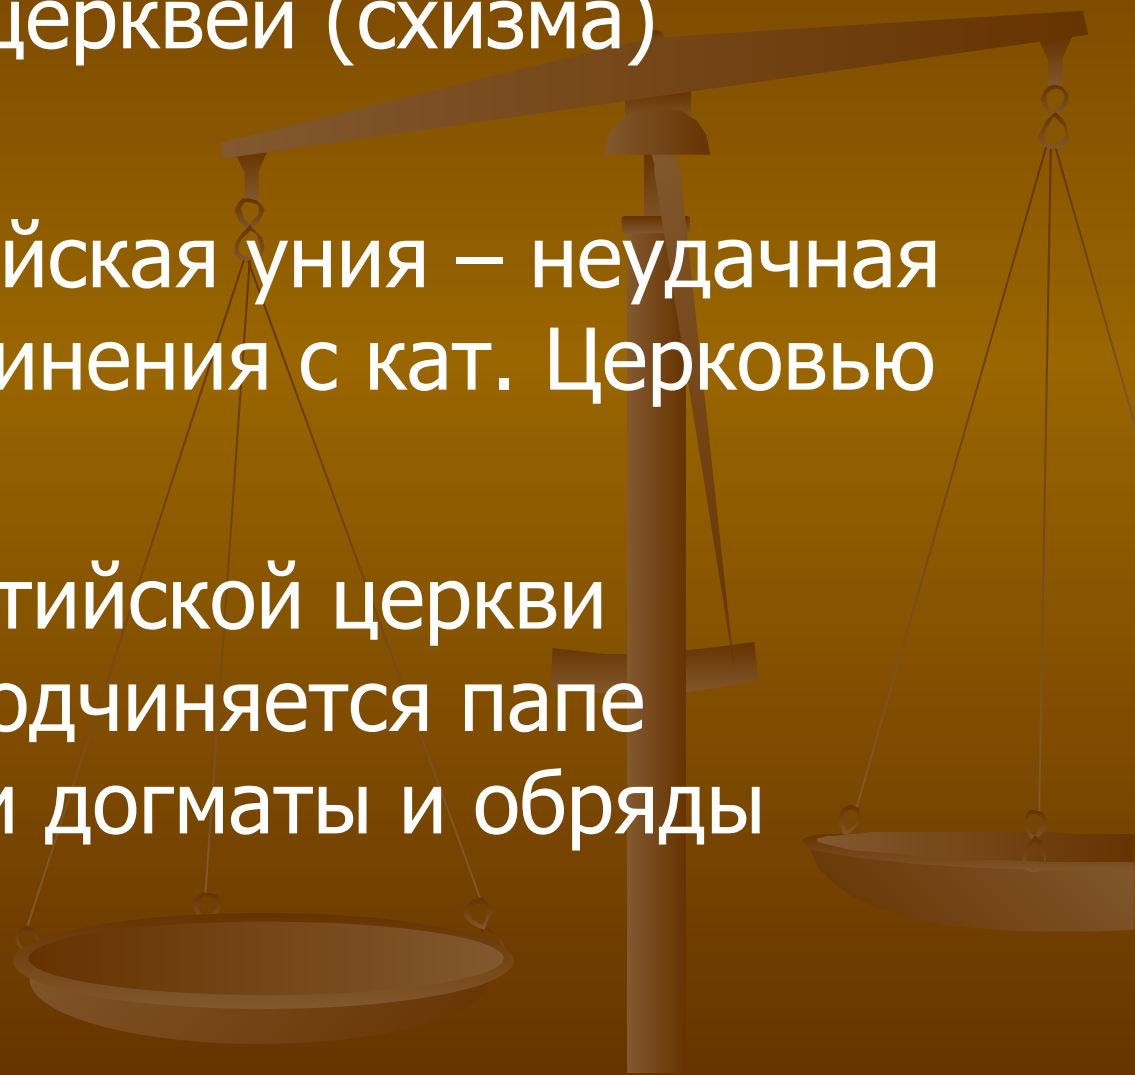 церквей (схизма)
йская уния – неудачная
инения с кат. Церковью
тийской церкви
одчиняется папе
и догматы и обряды